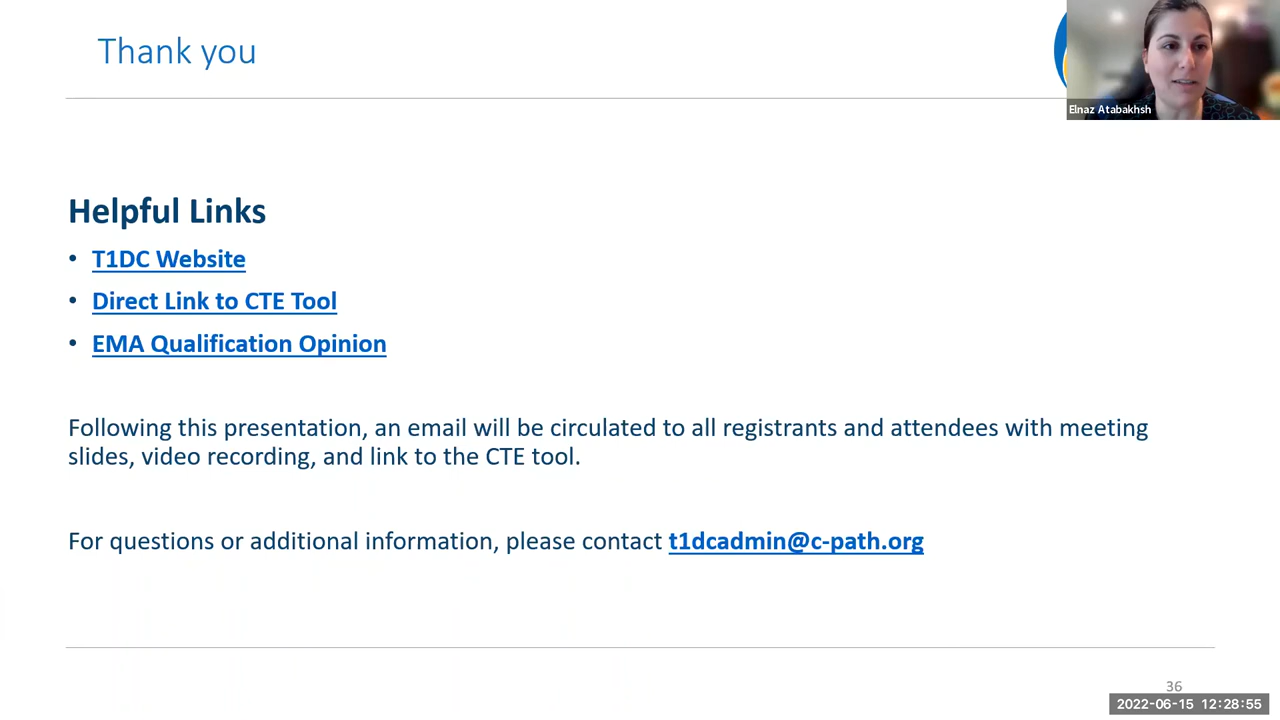 Thank you
Elnaz Atabakhsh
Helpful Links
• T1DC Website
• Direct Link to CTE Tool
• EMA Qualification Opinion
Following this presentation, an email will be circulated to all registrants and attendees with meeting
slides, video recording, and link to the CTE tool.
For questions or additional information, please contact t1dcadmin@c-path.org
36
2022-06-15 12:28:55